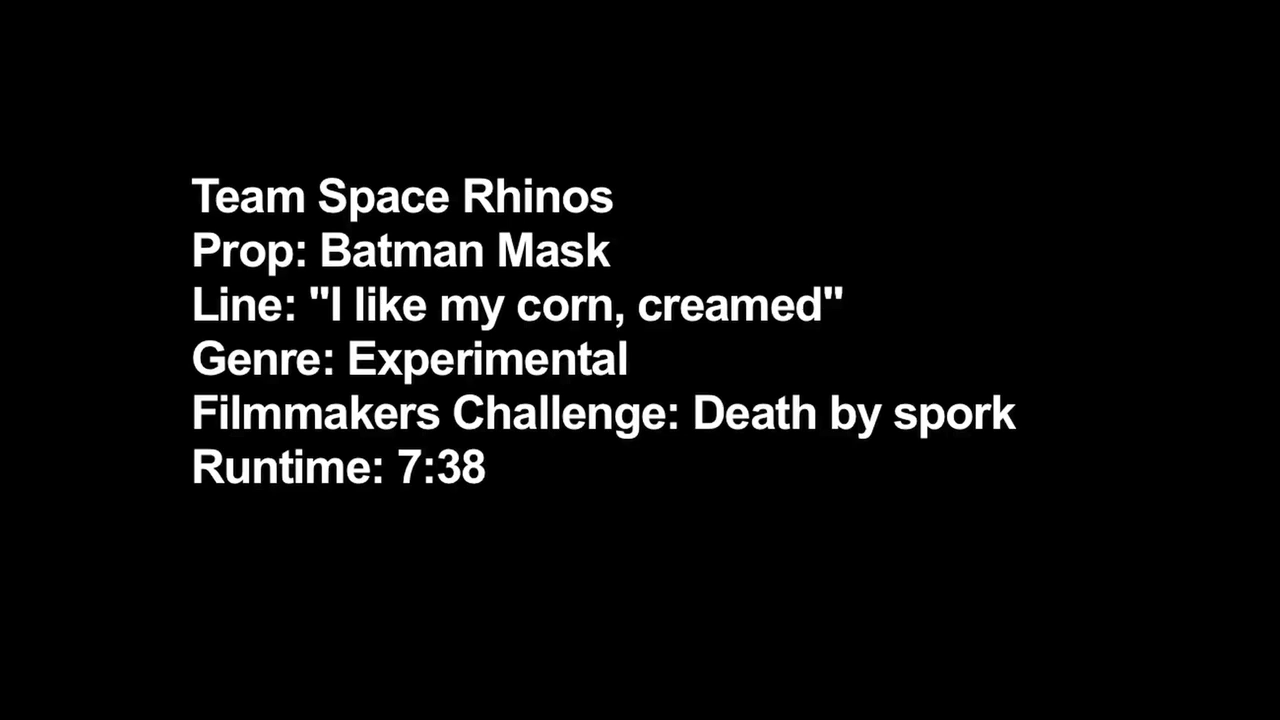 Team Space Rhinos
Prop: Batman Mask
Line: "I like my corn, creamed"
Genre: Experimental
Filmmakers Challenge: Death by spork
Runtime: 7:38